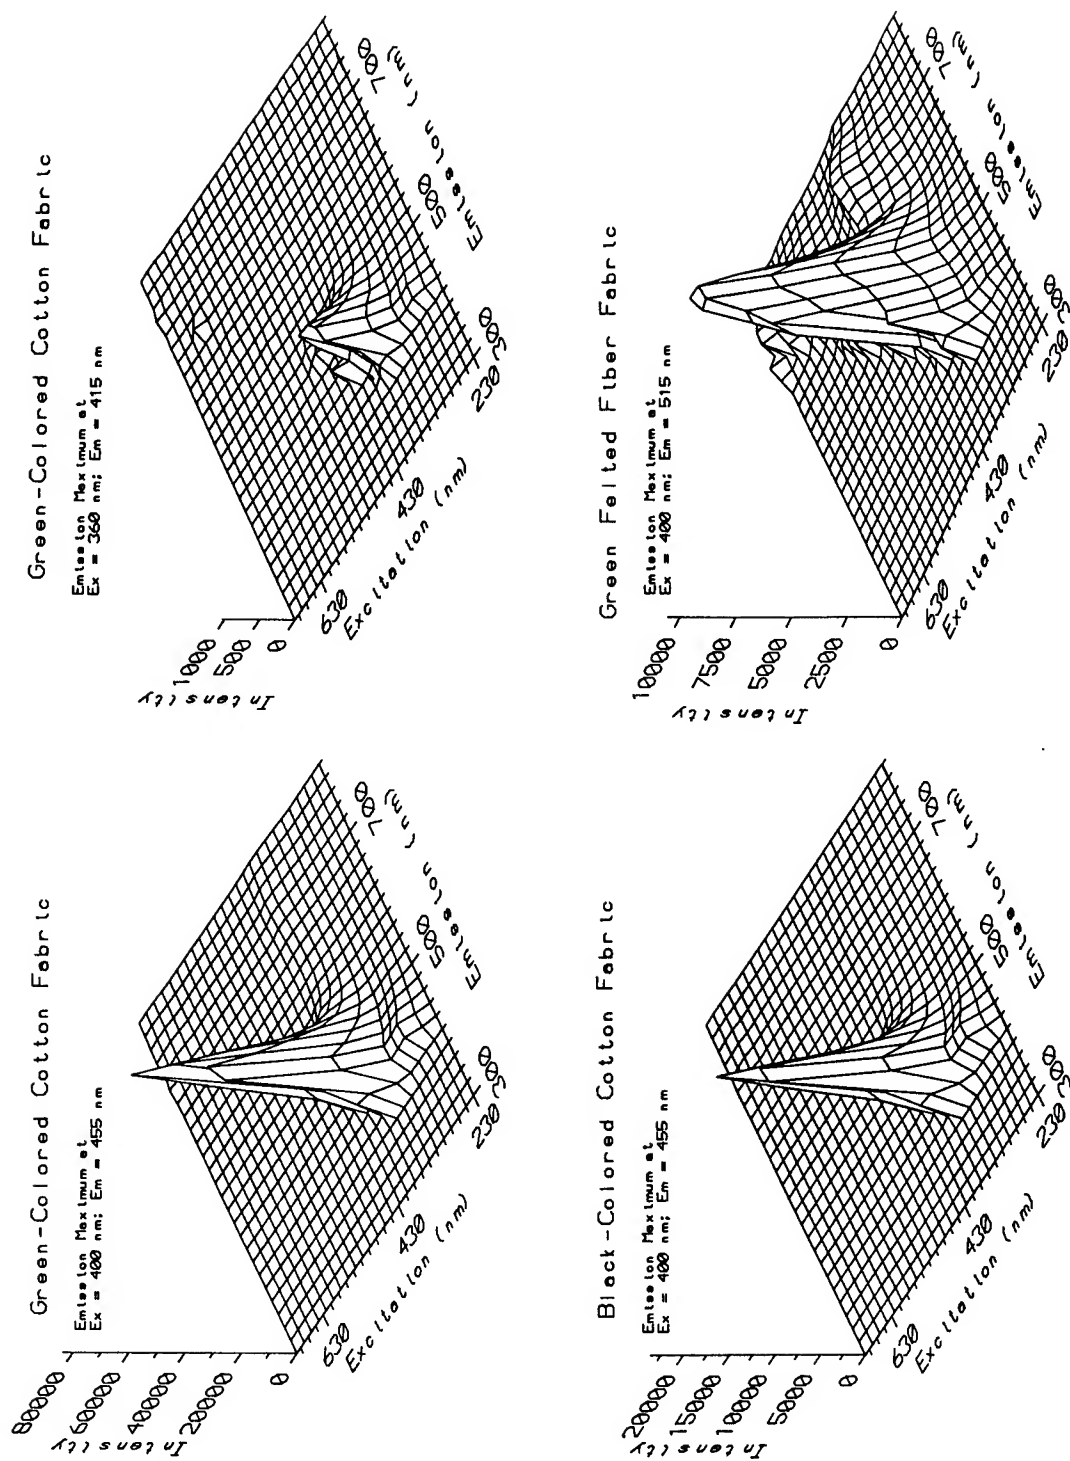 Green-Colored Cotton Fabric
Emission Maximum at
Ex = 360 nm; Em = 415 nm
1000
500
0
Intensity
630
430
230
Excitation (nm)
300
500
700
Emission (nm)
Green Felted Fiber Fabric
Emission Maximum at
Ex = 400 nm; Em = 515 nm
10000
7500
5000
2500
0
Intensity
630
430
230
Excitation (nm)
300
500
700
Emission (nm)
Green-Colored Cotton Fabric
Emission Maximum at
Ex = 400 nm; Em = 455 nm
80000
60000
40000
20000
0
Intensity
630
430
230
Excitation (nm)
300
500
700
Emission (nm)
Black-Colored Cotton Fabric
Emission Maximum at
Ex = 400 nm; Em = 455 nm
20000
15000
10000
5000
0
Intensity
630
430
230
Excitation (nm)
300
500
700
Emission (nm)